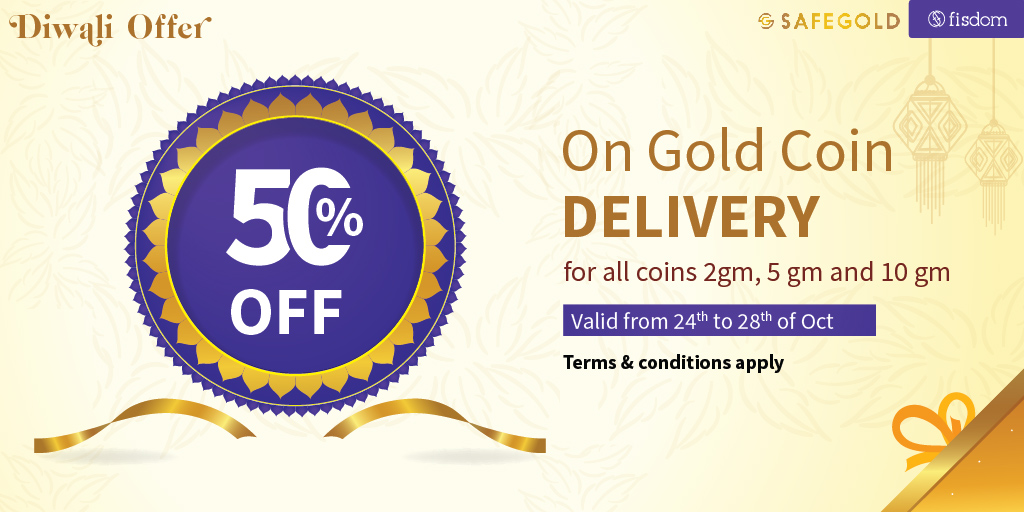 Diwali Offer
SAFEGOLD
fisdom
50%
OFF
On Gold Coin
DELIVERY
for all coins 2gm, 5 gm and 10 gm
Valid from 24th to 28th of Oct
Terms & conditions apply